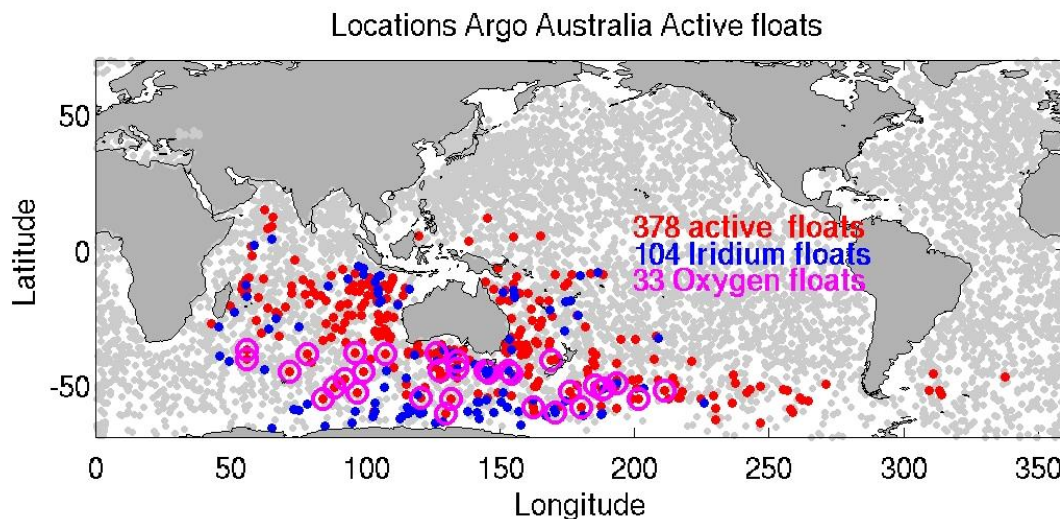 Locations Argo Australia Active floats
50
0
-50
Latitude
378 active floats
104 Iridium floats
33 Oxygen floats
0 50 100 150 200 250 300 350
Longitude